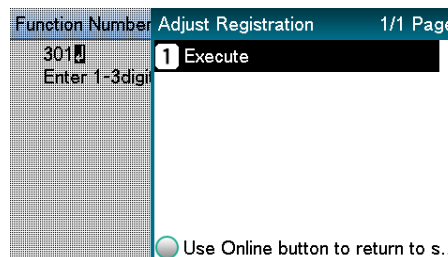 Function Number
301
Enter 1-3digi
Adjust Registration 1/1 Page
1 Execute
Use Online button to return to s.